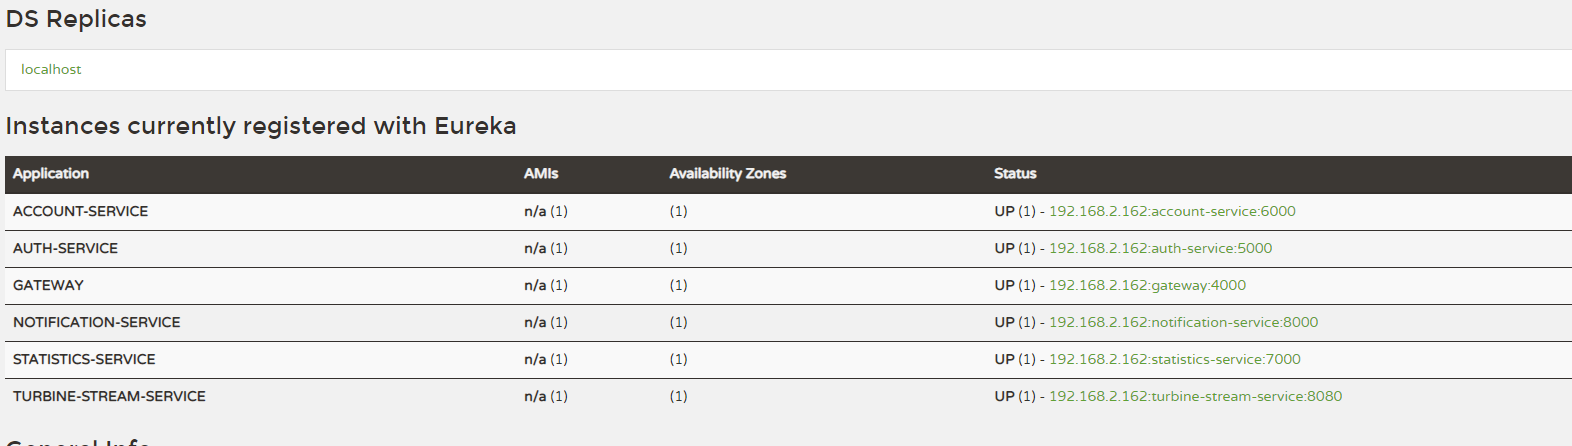 DS Replicas
localhost
Instances currently registered with Eureka
Application AMIs Availability Zones Status
ACCOUNT-SERVICE n/a (1) (1) UP (1) - 192.168.2.162:account-service:6000
AUTH-SERVICE n/a (1) (1) UP (1) - 192.168.2.162:auth-service:5000
GATEWAY n/a (1) (1) UP (1) - 192.168.2.162:gateway:4000
NOTIFICATION-SERVICE n/a (1) (1) UP (1) - 192.168.2.162:notification-service:8000
STATISTICS-SERVICE n/a (1) (1) UP (1) - 192.168.2.162:statistics-service:7000
TURBINE-STREAM-SERVICE n/a (1) (1) UP (1) - 192.168.2.162:turbine-stream-service:8080
General Info